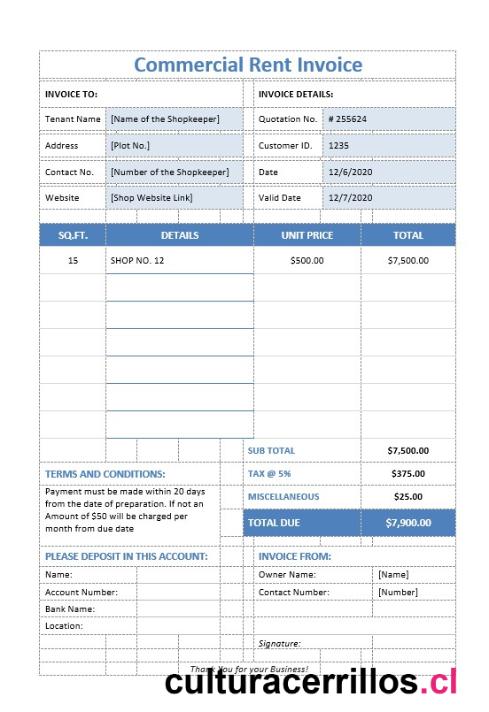 Commercial Rent Invoice
INVOICE TO: INVOICE DETAILS:
Tenant Name [Name of the Shopkeeper] Quotation No. # 255624
Address [Plot No.] Customer ID. 1235
Contact No. [Number of the Shopkeeper] Date 12/6/2020
Website [Shop Website Link] Valid Date 12/7/2020
SQ.FT. DETAILS UNIT PRICE TOTAL
15 SHOP NO. 12 $500.00 $7,500.00
SUB TOTAL $7,500.00
TERMS AND CONDITIONS: TAX @ 5% $375.00
Payment must be made within 20 days
from the date of preparation. If not an
Amount of $50 will be charged per
month from due date
MISCELLANEOUS $25.00
TOTAL DUE $7,900.00
PLEASE DEPOSIT IN THIS ACCOUNT: INVOICE FROM:
Name: Owner Name: [Name]
Account Number: Contact Number: [Number]
Bank Name:
Location:
Signature:
Thank You for your Business!
culturacerrillos.cl